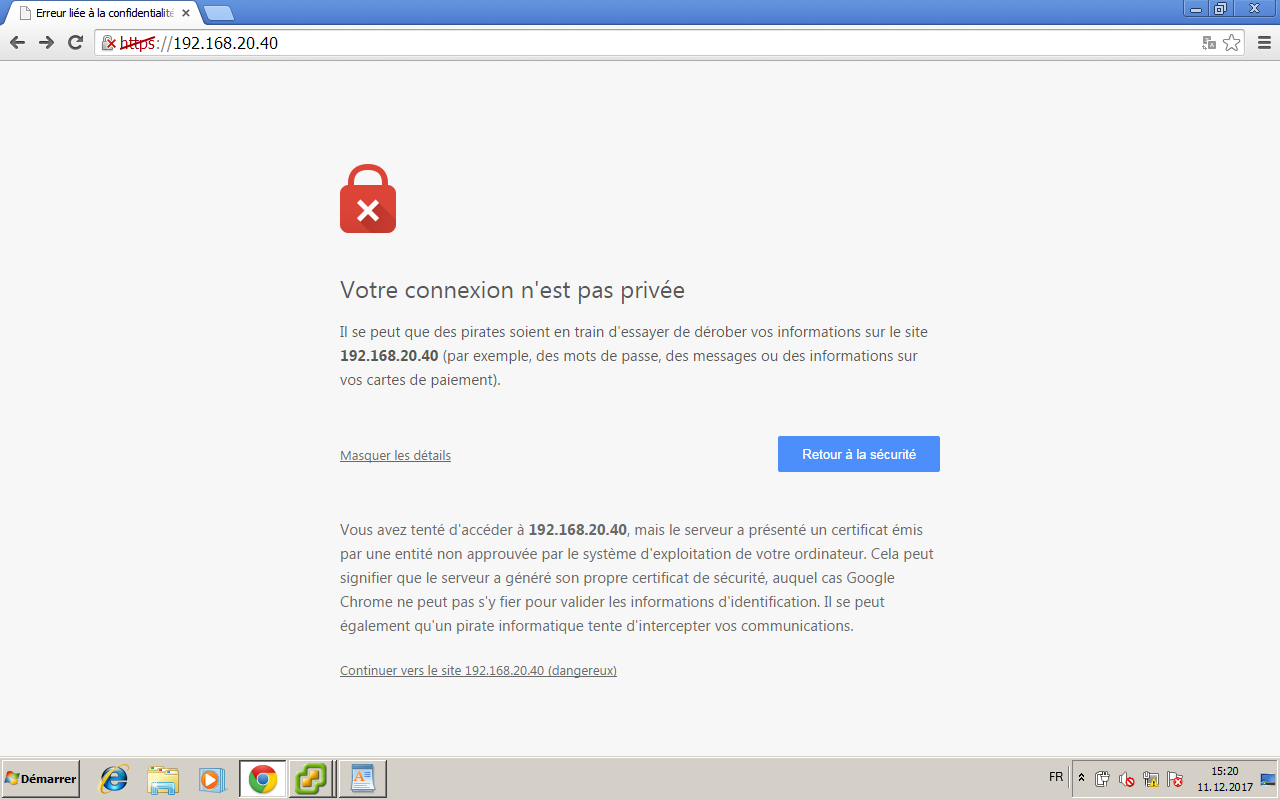 Erreur liée à la confidentialité
https://192.168.20.40
Votre connexion n'est pas privée
Il se peut que des pirates soient en train d'essayer de dérober vos informations sur le site
192.168.20.40 (par exemple, des mots de passe, des messages ou des informations sur
vos cartes de paiement).
Masquer les détails
Retour à la sécurité
Vous avez tenté d'accéder à 192.168.20.40, mais le serveur a présenté un certificat émis
par une entité non approuvée par le système d'exploitation de votre ordinateur. Cela peut
signifier que le serveur a généré son propre certificat de sécurité, auquel cas Google
Chrome ne peut pas s'y fier pour valider les informations d'identification. Il se peut
également qu'un pirate informatique tente d'intercepter vos communications.
Continuer vers le site 192.168.20.40 (dangereux)
Démarrer
FR
15:20
11.12.2017